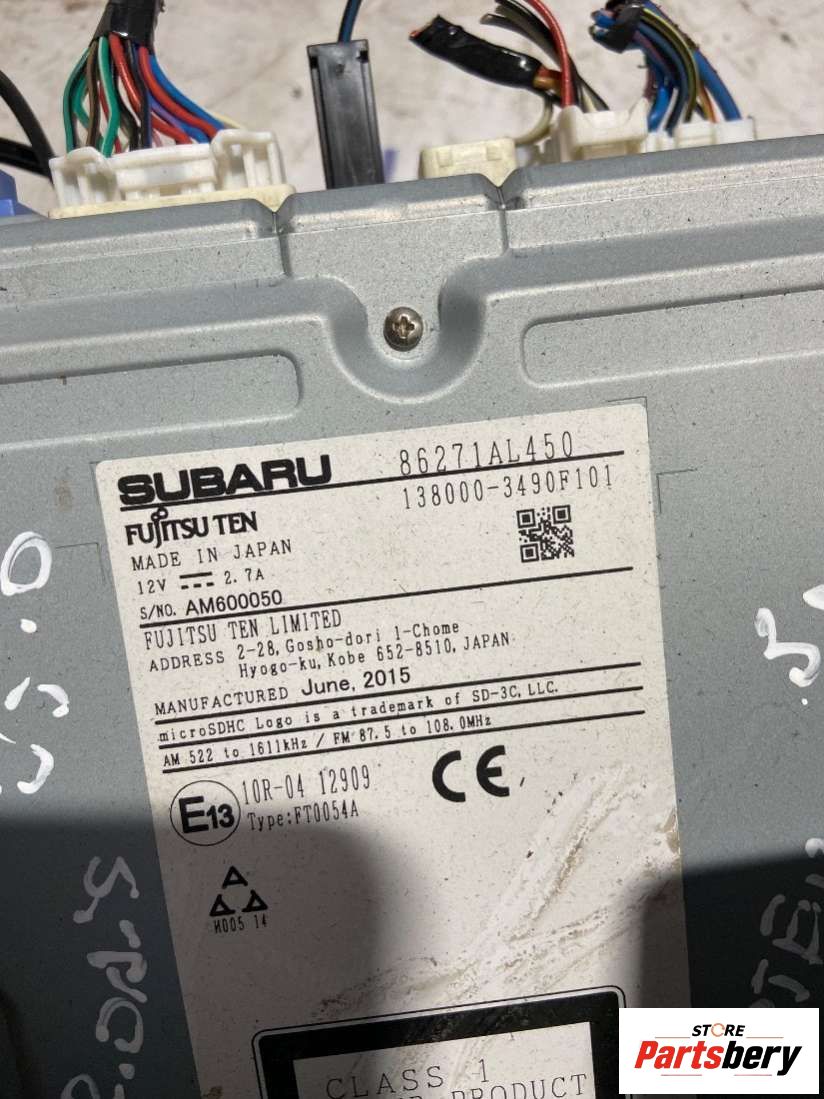 SUBARU 86271AL450
138000-3490F101
FUJITSU TEN
MADE IN JAPAN
12V 2.7A
S/NO. AM600050
FUJITSU TEN LIMITED
ADDRESS 2-28, Gosho-dori 1-Chome
Hyogo-ku, Kobe 652-8510, JAPAN
MANUFACTURED June, 2015
microSDHC Logo is a trademark of SD-3C, LLC.
AM 522 to 1611kHz / FM 87.5 to 108.0MHz
E13 10R-04 12909
Type:FT0054A
CE
M005 14
CLASS 1
PRODUCT
STORE
Partsbery